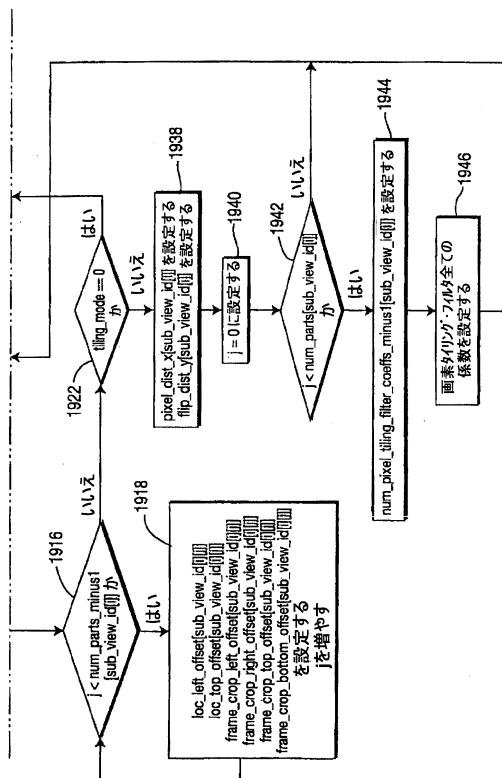 1916
j < num_parts_minus1
[sub_view_id[i]] か
いいえ
はい
1918
loc_left_offset[sub_view_id[i]][j]
loc_top_offset[sub_view_id[i]][j]
frame_crop_left_offset[sub_view_id[i]][j]
frame_crop_right_offset[sub_view_id[i]][j]
frame_crop_top_offset[sub_view_id[i]][j]
frame_crop_bottom_offset[sub_view_id[i]][j]
を設定する
jを増やす
1922
tiling_mode == 0
か
はい
いいえ
1938
pixel_dist_x[sub_view_id[i]] を設定する
flip_dist_y[sub_view_id[i]] を設定する
1940
j = 0 に設定する
1942
j < num_parts[sub_view_id[i]]
か
いいえ
はい
1944
num_pixel_tiling_filter_coeffs_minus1[sub_view_id[i]] を設定する
1946
画素タイリング・フィルタ全ての
係数を設定する